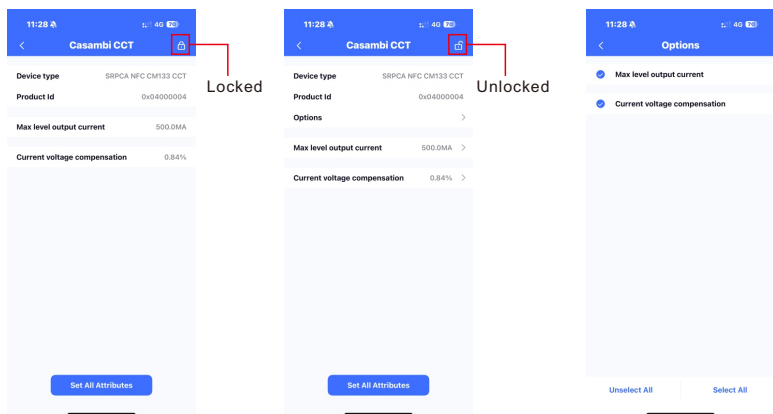 11:28 4G 76
Casambi CCT
Device type SRPCA NFC CM133 CCT
Product Id 0x04000004
Max level output current 500.0MA
Current voltage compensation 0.84%
Set All Attributes
Locked
11:28 4G 76
Casambi CCT
Device type SRPCA NFC CM133 CCT
Product Id 0x04000004
Options
Max level output current 500.0MA
Current voltage compensation 0.84%
Set All Attributes
Unlocked
11:28 4G 76
Options
Max level output current
Current voltage compensation
Unselect All Select All